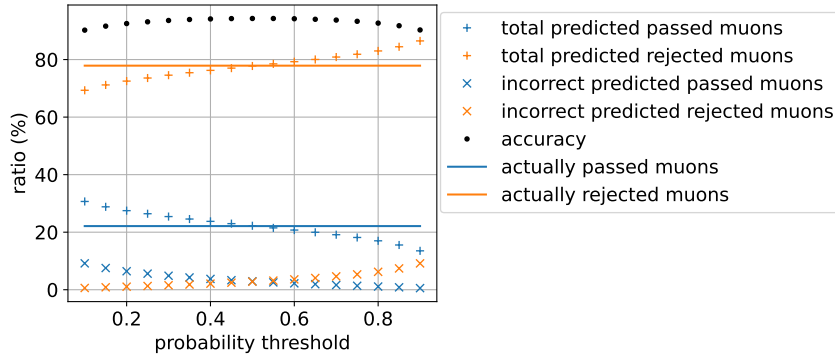 ratio (%)
80
60
40
20
0
0.2 0.4 0.6 0.8
probability threshold
total predicted passed muons
total predicted rejected muons
incorrect predicted passed muons
incorrect predicted rejected muons
accuracy
actually passed muons
actually rejected muons